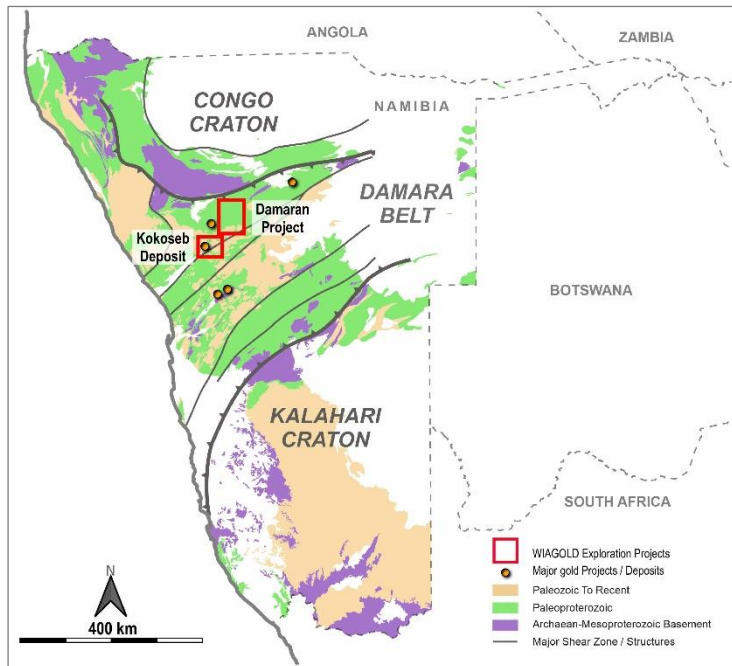 ANGOLA
ZAMBIA
CONGO
CRATON
NAMIBIA
DAMARA
BELT
Damaran
Project
Kokoseb
Deposit
BOTSWANA
KALAHARI
CRATON
SOUTH AFRICA
N
400 km
WIAGOLD Exploration Projects
Major gold Projects / Deposits
Paleozoic To Recent
Paleoproterozoic
Archaean-Mesoproterozoic Basement
Major Shear Zone / Structures